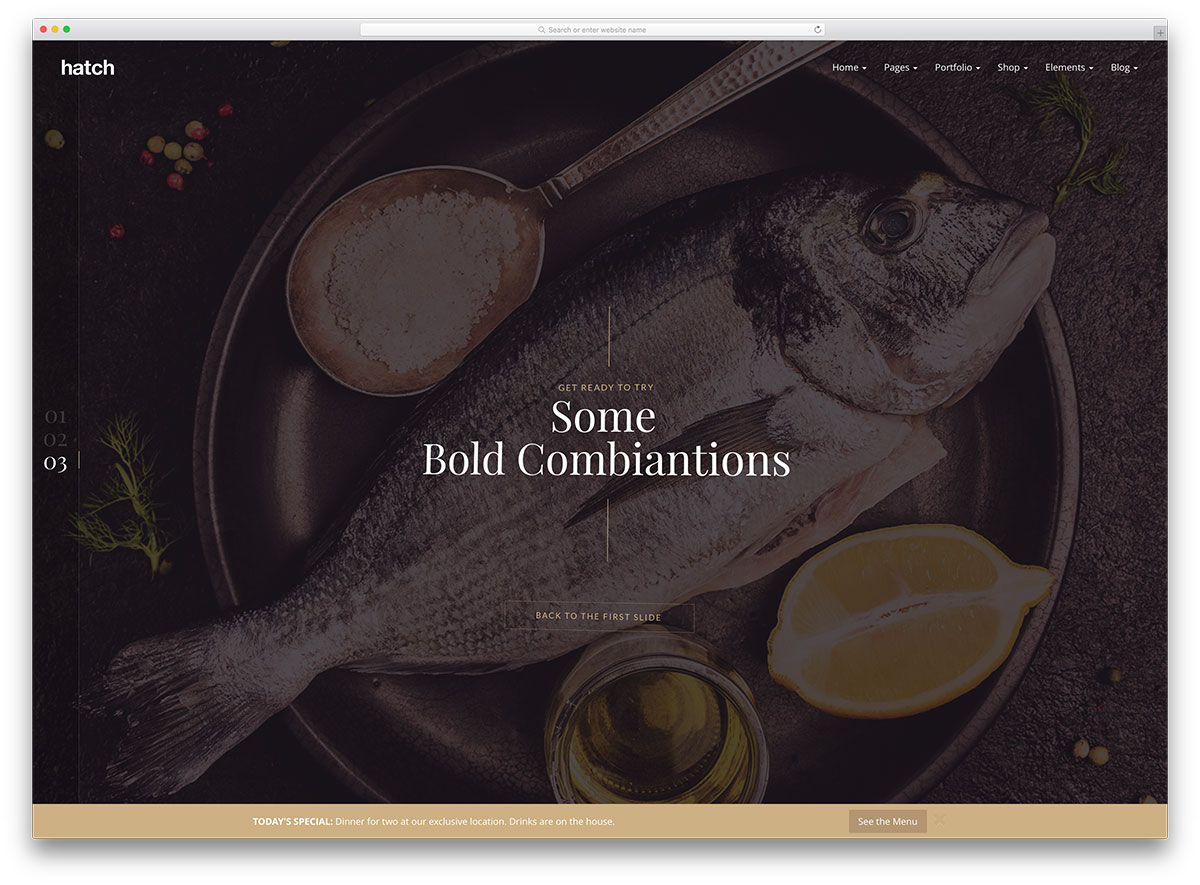 Search or enter website name
hatch
Home Pages Portfolio Shop Elements Blog
01
02
03
GET READY TO TRY
Some
Bold Combiantions
BACK TO THE FIRST SLIDE
TODAY'S SPECIAL: Dinner for two at our exclusive location. Drinks are on the house.
See the Menu